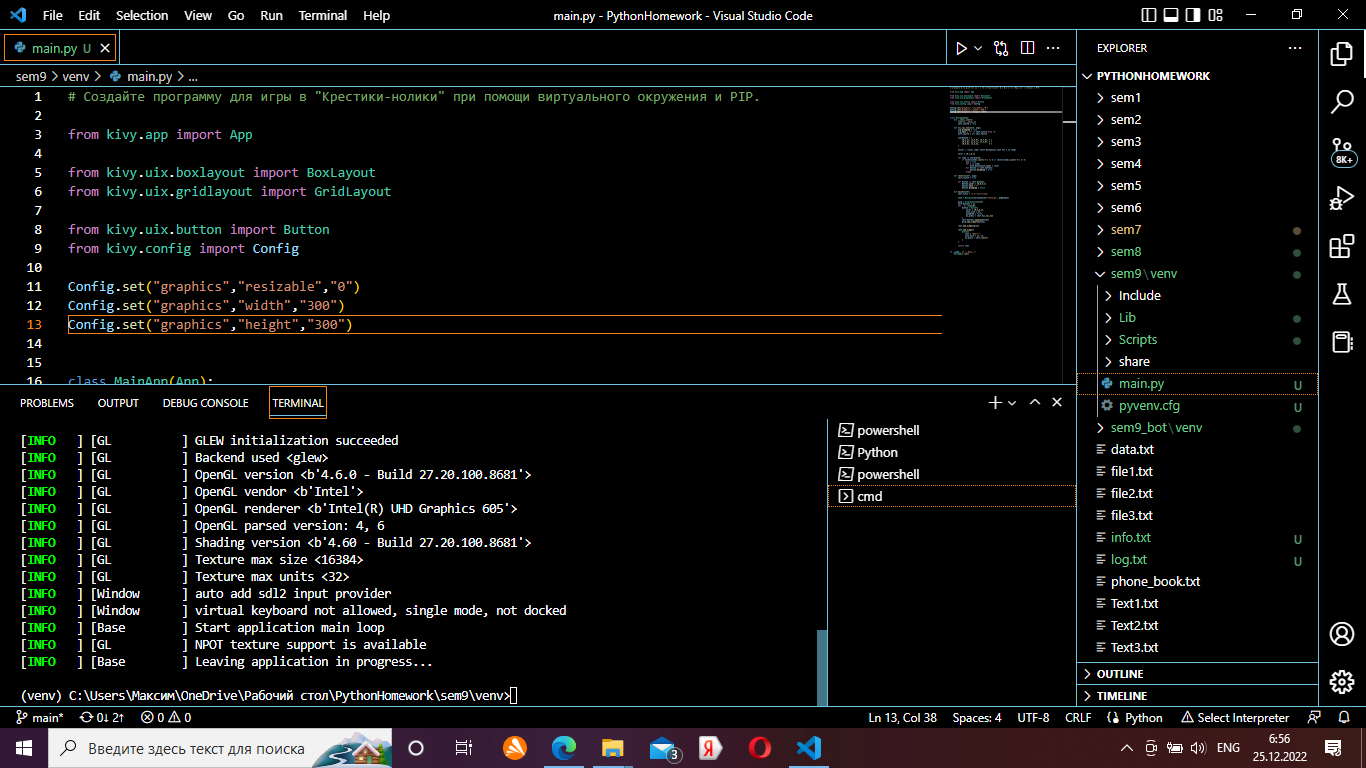 File Edit Selection View Go Run Terminal Help main.py - PythonHomework - Visual Studio Code
main.py U
sem9 > venv > main.py > ...
1 # Создайте программу для игры в "Крестики-нолики" при помощи виртуального окружения и PIP.
2
3 from kivy.app import App
4
5 from kivy.uix.boxlayout import BoxLayout
6 from kivy.uix.gridlayout import GridLayout
7
8 from kivy.uix.button import Button
9 from kivy.config import Config
10
11 Config.set("graphics","resizable","0")
12 Config.set("graphics","width","300")
13 Config.set("graphics","height","300")
14
15
16 class MainApp(App):
PROBLEMS OUTPUT DEBUG CONSOLE TERMINAL
[INFO ] [GL ] GLEW initialization succeeded
[INFO ] [GL ] Backend used <glew>
[INFO ] [GL ] OpenGL version <b'4.6.0 - Build 27.20.100.8681'>
[INFO ] [GL ] OpenGL vendor <b'Intel'>
[INFO ] [GL ] OpenGL renderer <b'Intel(R) UHD Graphics 605'>
[INFO ] [GL ] OpenGL parsed version: 4, 6
[INFO ] [GL ] Shading version <b'4.60 - Build 27.20.100.8681'>
[INFO ] [GL ] Texture max size <16384>
[INFO ] [GL ] Texture max units <32>
[INFO ] [Window ] auto add sdl2 input provider
[INFO ] [Window ] virtual keyboard not allowed, single mode, not docked
[INFO ] [Base ] Start application main loop
[INFO ] [GL ] NPOT texture support is available
[INFO ] [Base ] Leaving application in progress...
(venv) C:\Users\Максим\OneDrive\Рабочий стол\PythonHomework\sem9\venv>
powershell
Python
powershell
cmd
EXPLORER
PYTHONHOMEWORK
sem1
sem2
sem3
sem4
sem5
sem6
sem7
sem8
sem9\venv
Include
Lib
Scripts
share
main.py U
pyvenv.cfg U
sem9_bot\venv
data.txt
file1.txt
file2.txt
file3.txt
info.txt U
log.txt U
phone_book.txt
Text1.txt
Text2.txt
Text3.txt
OUTLINE
TIMELINE
8K+
main* 0↓ 2↑ 0 0 Ln 13, Col 38 Spaces: 4 UTF-8 CRLF Python Select Interpreter
Введите здесь текст для поиска 3 Я ENG 6:56
25.12.2022